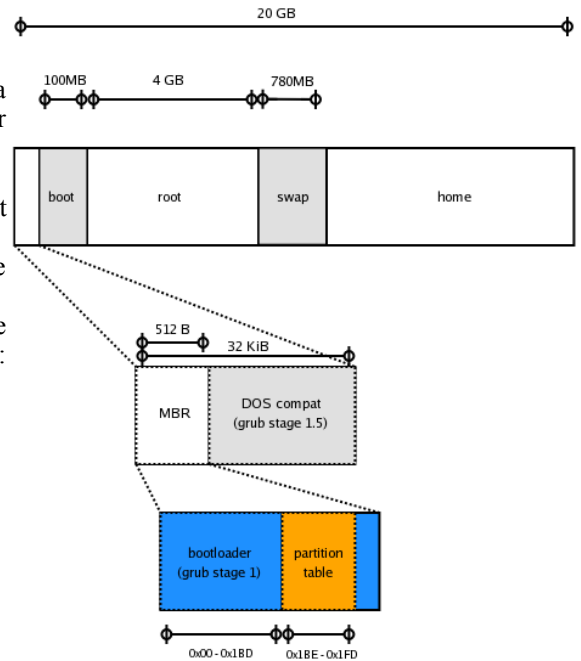 20 GB
100MB 4 GB 780MB
a
r
boot root swap home
t
e
e
512 B
32 KiB
:
MBR DOS compat
(grub stage 1.5)
bootloader
(grub stage 1)
partition
table
0x00-0x1BD 0x1BE-0x1FD